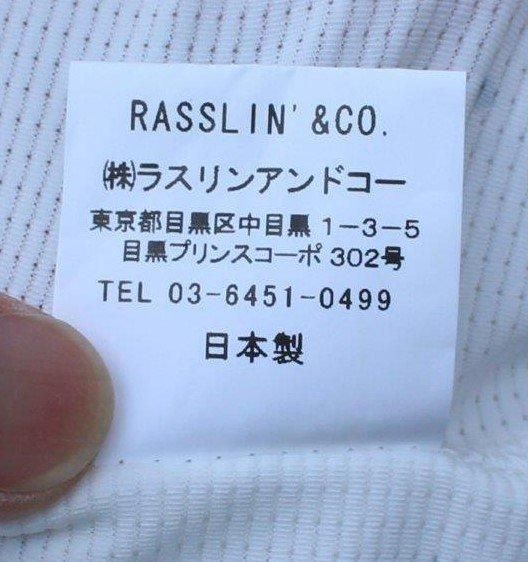 RASSLIN' &CO.
㈱ラスリンアンドコー
東京都目黒区中目黒 1-3-5
目黒プリンスコーポ 302号
TEL 03-6451-0499
日本製